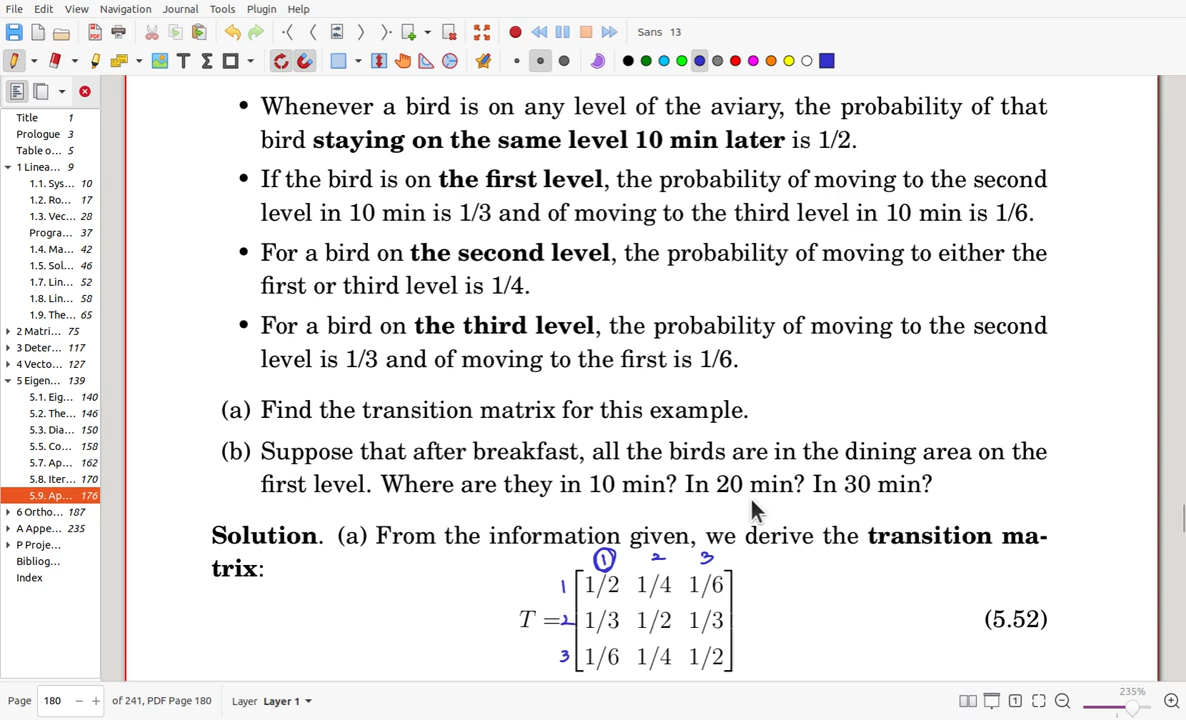 File Edit View Navigation Journal Tools Plugin Help
Sans 13
Title 1
Prologue 3
Table o... 5
1 Linea... 9
1.1. Sys... 10
1.2. Ro... 17
1.3. Vec... 28
Progra... 37
1.4. Ma... 42
1.5. Sol... 46
1.7. Lin... 52
1.8. Lin... 58
1.9. The... 65
2 Matri... 75
3 Deter... 117
4 Vecto... 127
5 Eigen... 139
5.1. Eig... 140
5.2. The... 146
5.3. Dia... 150
5.5. Co... 158
5.7. Ap... 162
5.8. Iter... 170
5.9. Ap... 176
6 Ortho... 187
A Appe... 235
P Proje...
Bibliog...
Index
• Whenever a bird is on any level of the aviary, the probability of that
bird staying on the same level 10 min later is 1/2.
• If the bird is on the first level, the probability of moving to the second
level in 10 min is 1/3 and of moving to the third level in 10 min is 1/6.
• For a bird on the second level, the probability of moving to either the
first or third level is 1/4.
• For a bird on the third level, the probability of moving to the second
level is 1/3 and of moving to the first is 1/6.
(a) Find the transition matrix for this example.
(b) Suppose that after breakfast, all the birds are in the dining area on the
first level. Where are they in 10 min? In 20 min? In 30 min?
Solution. (a) From the information given, we derive the transition ma-
trix:
1 2 3
1 1/2 1/4 1/6
T = 2 1/3 1/2 1/3 (5.52)
3 1/6 1/4 1/2
Page 180 of 241, PDF Page 180 Layer Layer 1 235%